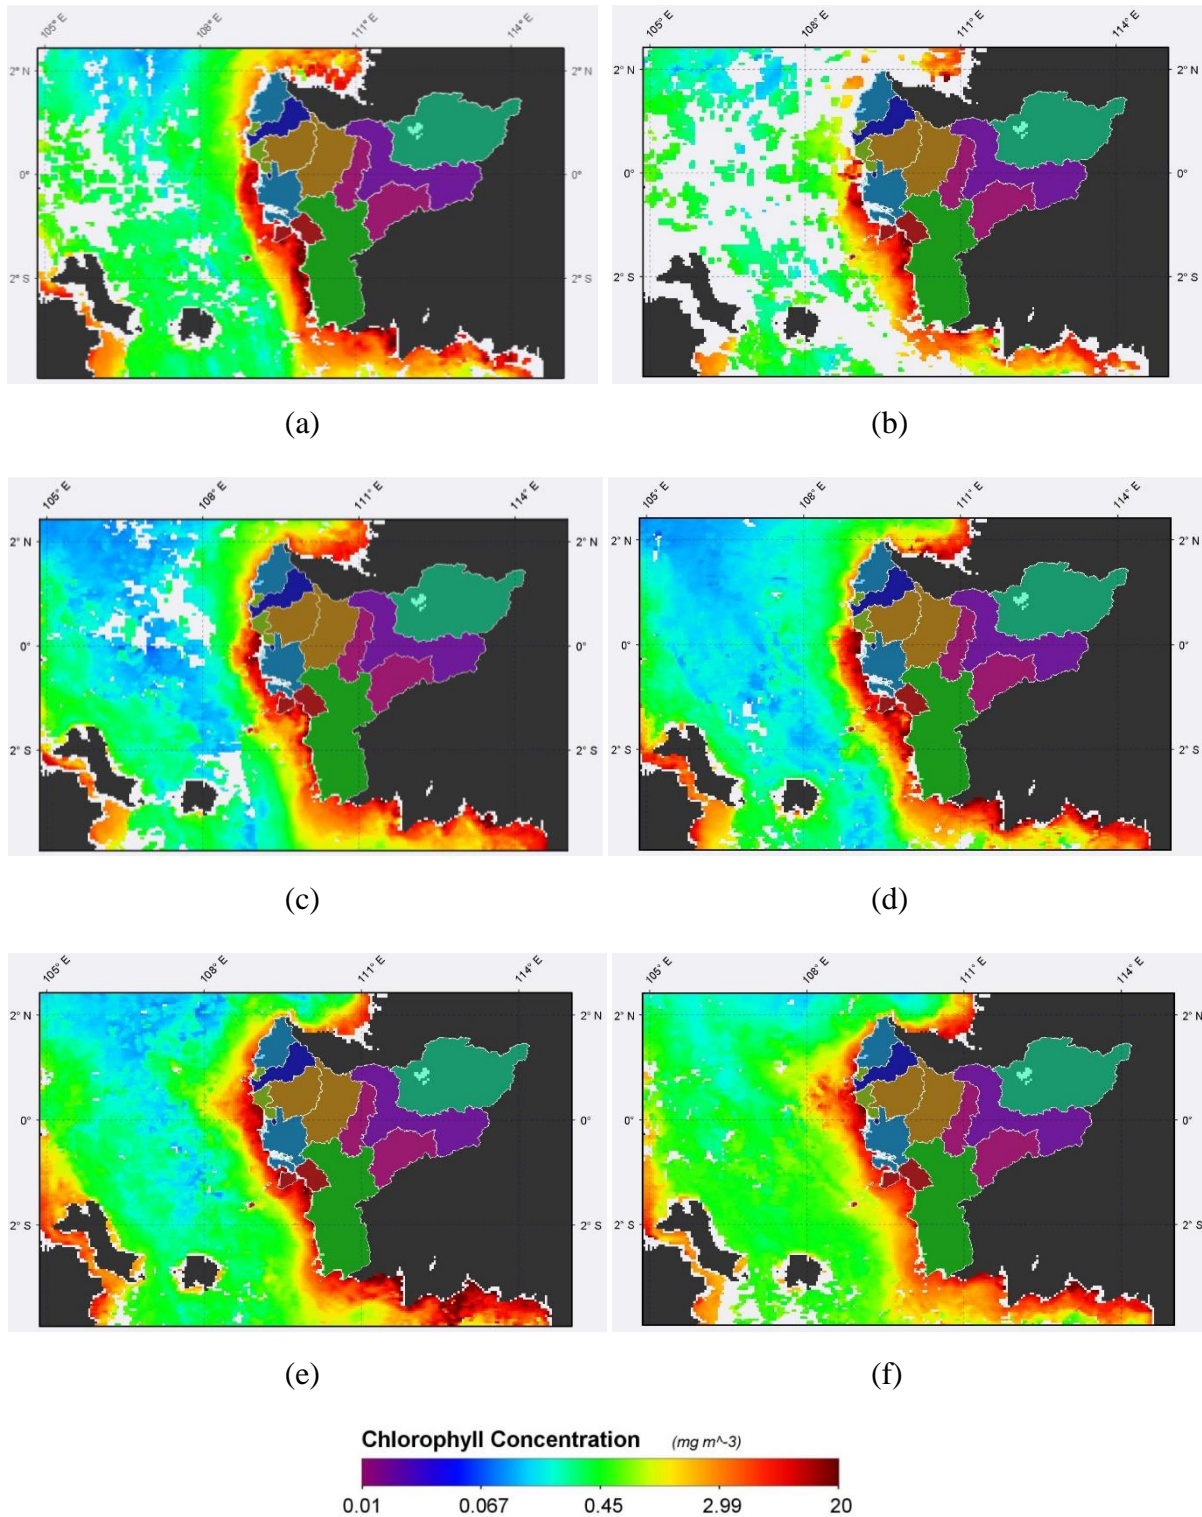 105° E 108° E 111° E 114° E 105° E 108° E 111° E 114° E
2° N 2° N 2° N 2° N
0° 0° 0° 0°
2° S 2° S 2° S 2° S
(a) (b)
105° E 108° E 111° E 114° E 105° E 108° E 111° E 114° E
2° N 2° N 2° N 2° N
0° 0° 0° 0°
2° S 2° S 2° S 2° S
(c) (d)
105° E 108° E 111° E 114° E 105° E 108° E 111° E 114° E
2° N 2° N 2° N 2° N
0° 0° 0° 0°
2° S 2° S 2° S 2° S
(e) (f)
Chlorophyll Concentration (mg m^-3)
0.01 0.067 0.45 2.99 20